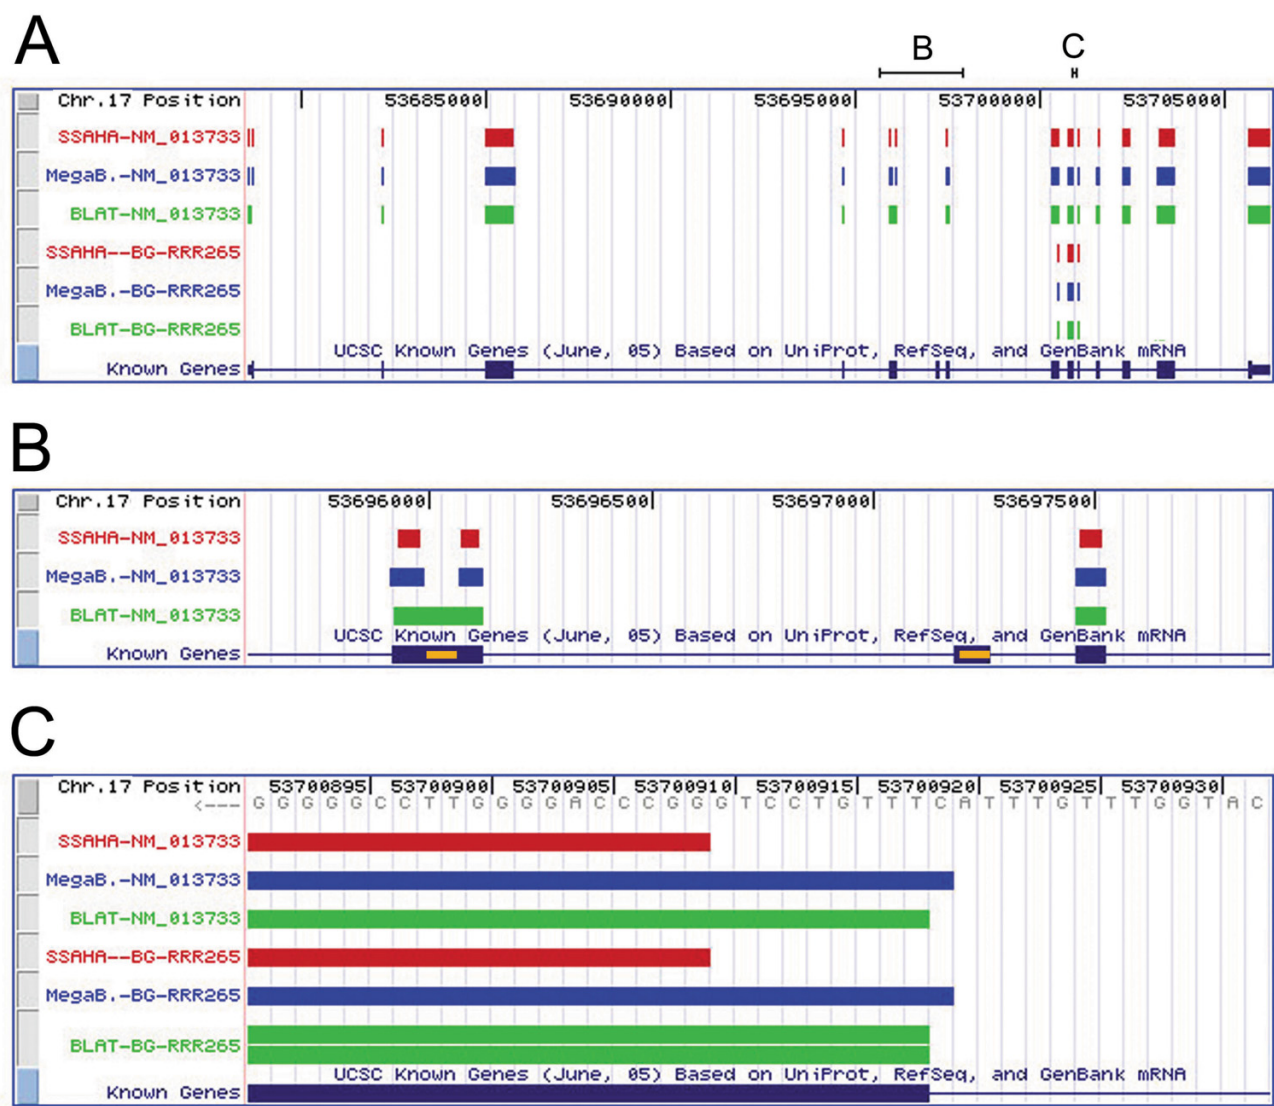 A
B C
Chr.17 Position 53685000 53690000 53695000 53700000 53705000
SSAHA-NM_013733
MegaB.-NM_013733
BLAT-NM_013733
SSAHA--BG-RRR265
MegaB.-BG-RRR265
BLAT-BG-RRR265
UCSC Known Genes (June, 05) Based on UniProt, RefSeq, and GenBank mRNA
Known Genes
B
Chr.17 Position 53696000 53696500 53697000 53697500
SSAHA-NM_013733
MegaB.-NM_013733
BLAT-NM_013733
UCSC Known Genes (June, 05) Based on UniProt, RefSeq, and GenBank mRNA
Known Genes
C
Chr.17 Position 53700895 53700900 53700905 53700910 53700915 53700920 53700925 53700930
<--- G G G G G C C T T G G G G A C C C G G G T C C T G T T T C A T T T G T T T G G T A C
SSAHA-NM_013733
MegaB.-NM_013733
BLAT-NM_013733
SSAHA--BG-RRR265
MegaB.-BG-RRR265
BLAT-BG-RRR265
UCSC Known Genes (June, 05) Based on UniProt, RefSeq, and GenBank mRNA
Known Genes